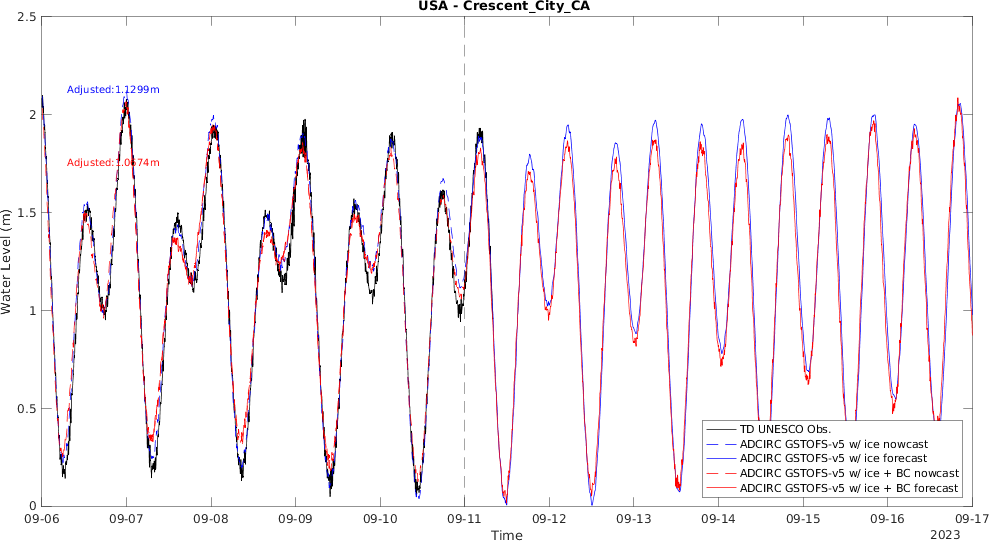 USA - Crescent_City_CA
2.5
Adjusted:1.1299m
2
Adjusted:1.0674m
1.5
Water Level (m)
1
0.5
TD UNESCO Obs.
ADCIRC GSTOFS-v5 w/ ice nowcast
ADCIRC GSTOFS-v5 w/ ice forecast
ADCIRC GSTOFS-v5 w/ ice + BC nowcast
ADCIRC GSTOFS-v5 w/ ice + BC forecast
0
09-06 09-07 09-08 09-09 09-10 09-11 09-12 09-13 09-14 09-15 09-16 09-17
Time
2023